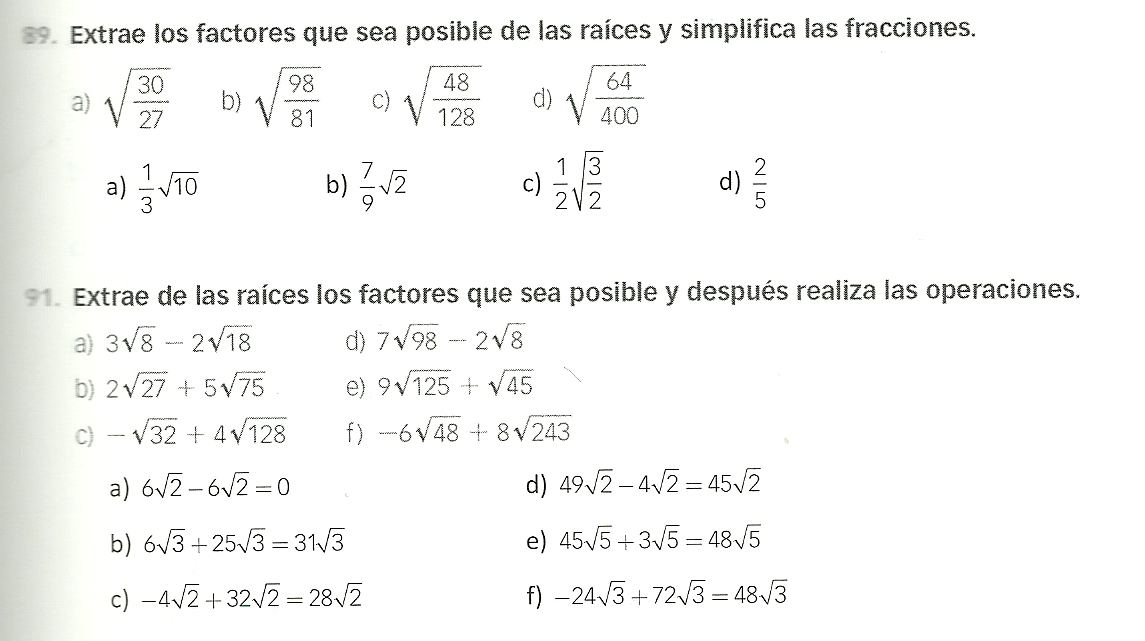 89. Extrae los factores que sea posible de las raíces y simplifica las fracciones.
a) √(30/27) b) √(98/81) c) √(48/128) d) √(64/400)
a) 1/3 √10 b) 7/9 √2 c) 1/2 √(3/2) d) 2/5
91. Extrae de las raíces los factores que sea posible y después realiza las operaciones.
a) 3√8 − 2√18 d) 7√98 − 2√8
b) 2√27 + 5√75 e) 9√125 + √45
c) −√32 + 4√128 f) −6√48 + 8√243
a) 6√2 − 6√2 = 0 d) 49√2 − 4√2 = 45√2
b) 6√3 + 25√3 = 31√3 e) 45√5 + 3√5 = 48√5
c) −4√2 + 32√2 = 28√2 f) −24√3 + 72√3 = 48√3